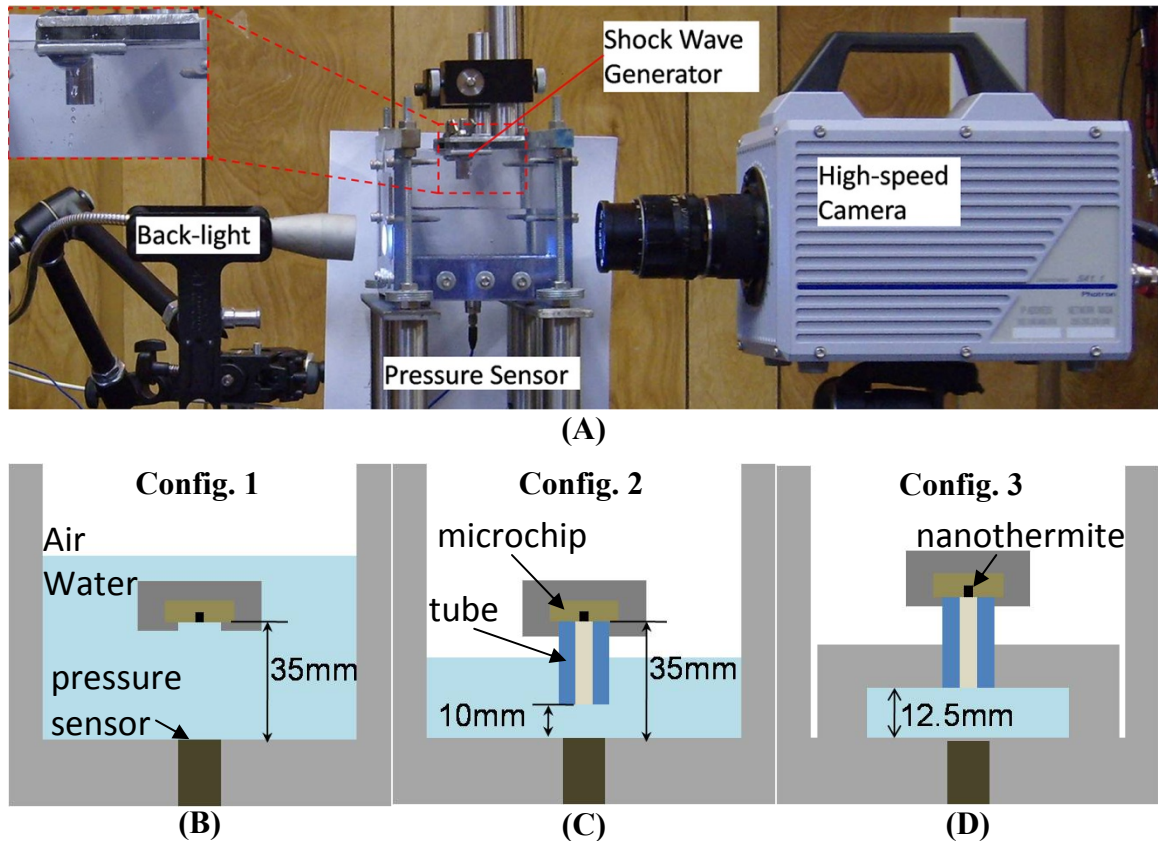 Shock Wave
Generator
High-speed
Camera
Back-light
Pressure Sensor
Photron
(A)
Config. 1
Air
Water
pressure
sensor
35mm
(B)
Config. 2
microchip
tube
35mm
10mm
(C)
Config. 3
nanothermite
12.5mm
(D)